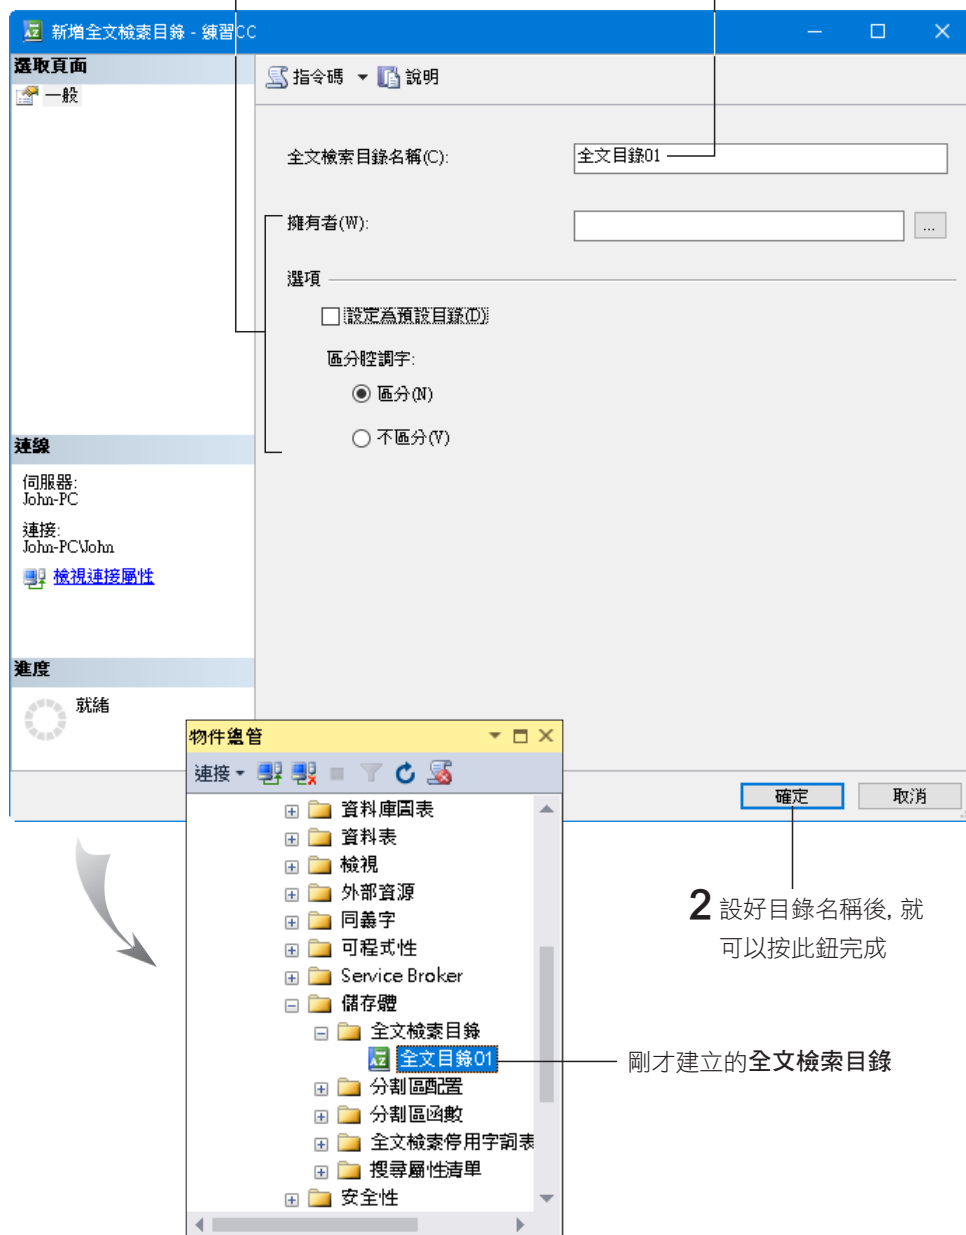 新增全文檢索目錄 - 練習CC
選取頁面
一般
指令碼 說明
全文檢索目錄名稱(C):
全文目錄01
擁有者(W):
...
選項
設定為預設目錄(D)
區分腔調字:
區分(N)
不區分(V)
連線
伺服器:
John-PC
連接:
John-PC\John
檢視連接屬性
進度
就緒
確定
取消
物件總管
連接
資料庫圖表
資料表
檢視
外部資源
同義字
可程式性
Service Broker
儲存體
全文檢索目錄
全文目錄01
分割區配置
分割區函數
全文檢索停用字詞表
搜尋屬性清單
安全性
2 設好目錄名稱後, 就
可以按此鈕完成
剛才建立的全文檢索目錄